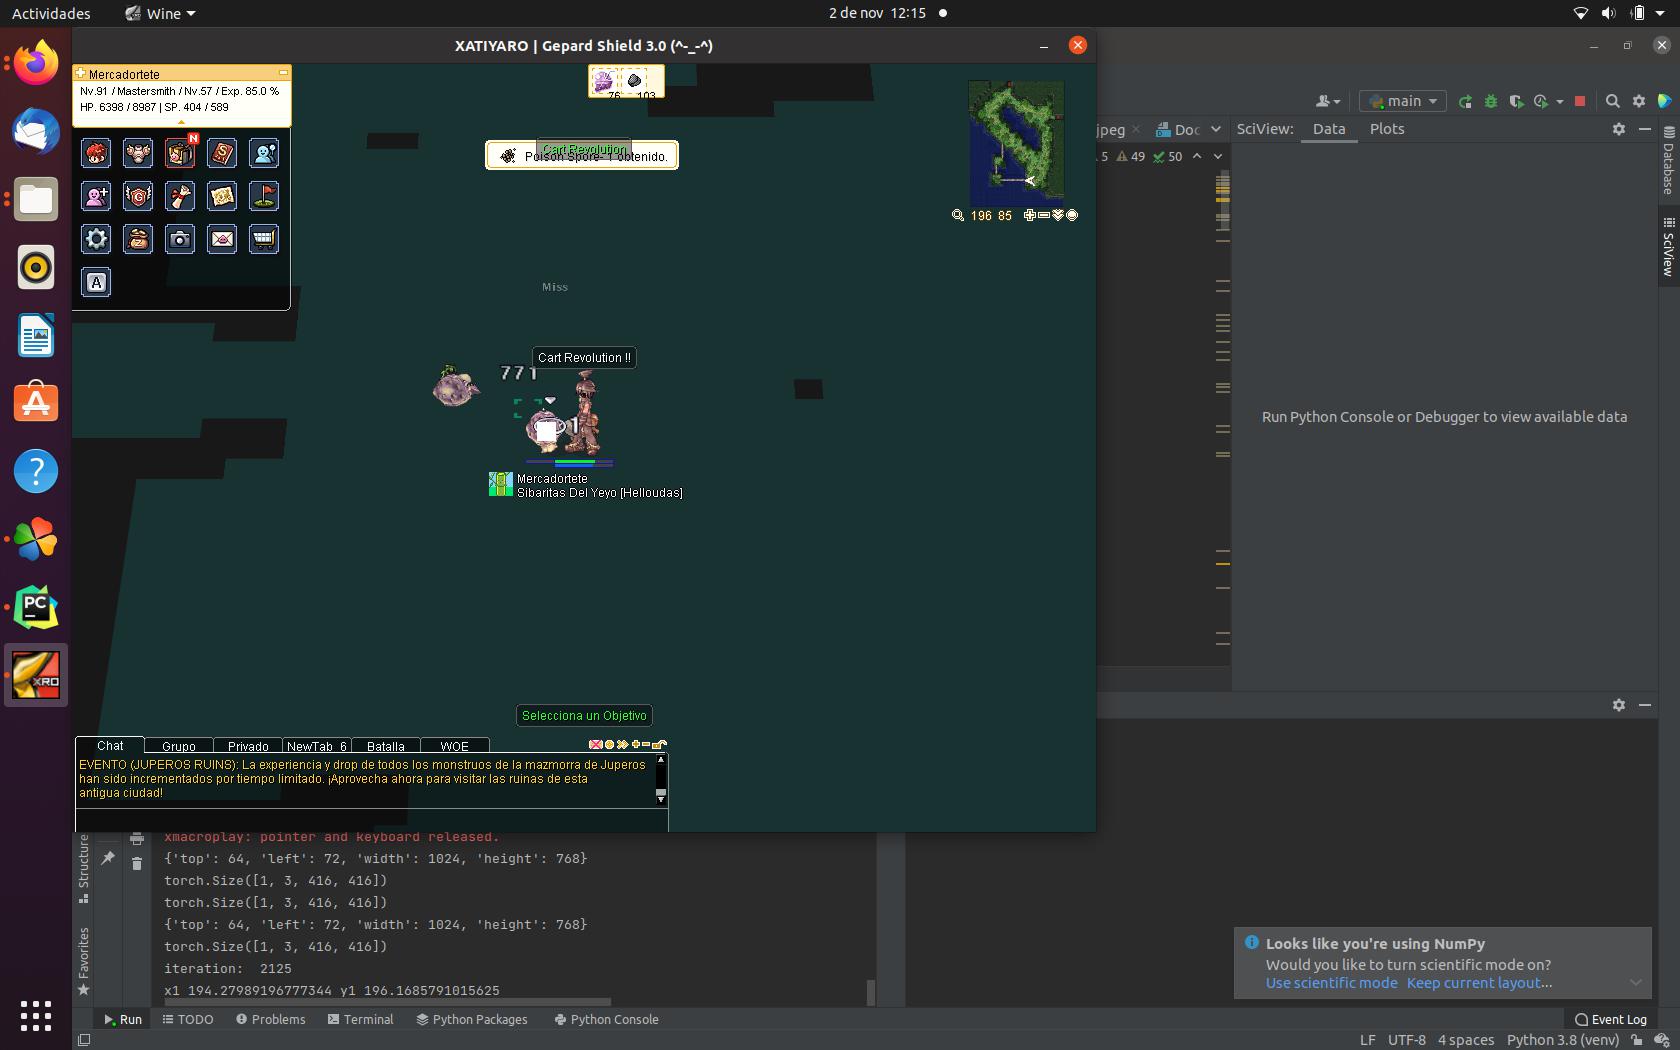 Actividades
Wine
2 de nov 12:15
XATIYARO | Gepard Shield 3.0 (^-_-^)
Mercadortete
Nv.91 / Mastersmith / Nv.57 / Exp. 85.0 %
HP. 6398 / 8987 | SP. 404 / 589
N
A
76 103
Cart Revolution
Poison Spore- 1 obtenido.
196 85
Miss
771
Cart Revolution !!
Mercadortete
Sibaritas Del Yeyo [Helloudas]
Selecciona un Objetivo
Chat Grupo Privado NewTab_6 Batalla WOE
EVENTO (JUPEROS RUINS): La experiencia y drop de todos los monstruos de la mazmorra de Juperos
han sido incrementados por tiempo limitado. ¡Aprovecha ahora para visitar las ruinas de esta
antigua ciudad!
main
jpeg
Doc
SciView: Data Plots
5 49 50
Database
SciView
Run Python Console or Debugger to view available data
PC
XRO
Structure
Favorites
xmacroplay: pointer and keyboard released.
{'top': 64, 'left': 72, 'width': 1024, 'height': 768}
torch.Size([1, 3, 416, 416])
torch.Size([1, 3, 416, 416])
{'top': 64, 'left': 72, 'width': 1024, 'height': 768}
torch.Size([1, 3, 416, 416])
iteration: 2125
x1 194.27989196777344 y1 196.1685791015625
Looks like you're using NumPy
Would you like to turn scientific mode on?
Use scientific mode Keep current layout...
Run TODO Problems Terminal Python Packages Python Console
Event Log
LF UTF-8 4 spaces Python 3.8 (venv)